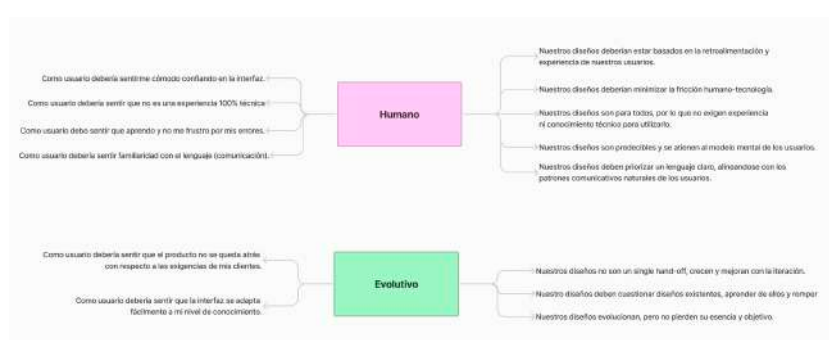 Como usuario debería sentirme cómodo confiando en la interfaz.
Como usuario debería sentir que no es una experiencia 100% técnica
Como usuario debo sentir que aprendo y no me frustro por mis errores.
Como usuario debería sentir familiaridad con el lenguaje (comunicación).
Humano
Nuestros diseños deberían estar basados en la retroalimentación y
experiencia de nuestros usuarios.
Nuestros diseños deberían minimizar la fricción humano-tecnología.
Nuestros diseños son para todos, por lo que no exigen experiencia
ni conocimiento técnico para utilizarlo.
Nuestros diseños son predecibles y se atienen al modelo mental de los usuarios.
Nuestros diseños deben priorizar un lenguaje claro, alineandose con los
patrones comunicativos naturales de los usuarios.
Como usuario debería sentir que el producto no se queda atrás
con respecto a las exigencias de mis clientes.
Como usuario debería sentir que la interfaz se adapta
fácilmente a mi nivel de conocimiento.
Evolutivo
Nuestros diseños no son un single hand-off, crecen y mejoran con la iteración.
Nuestro diseños deben cuestionar diseños existentes, aprender de ellos y romper
Nuestros diseños evolucionan, pero no pierden su esencia y objetivo.